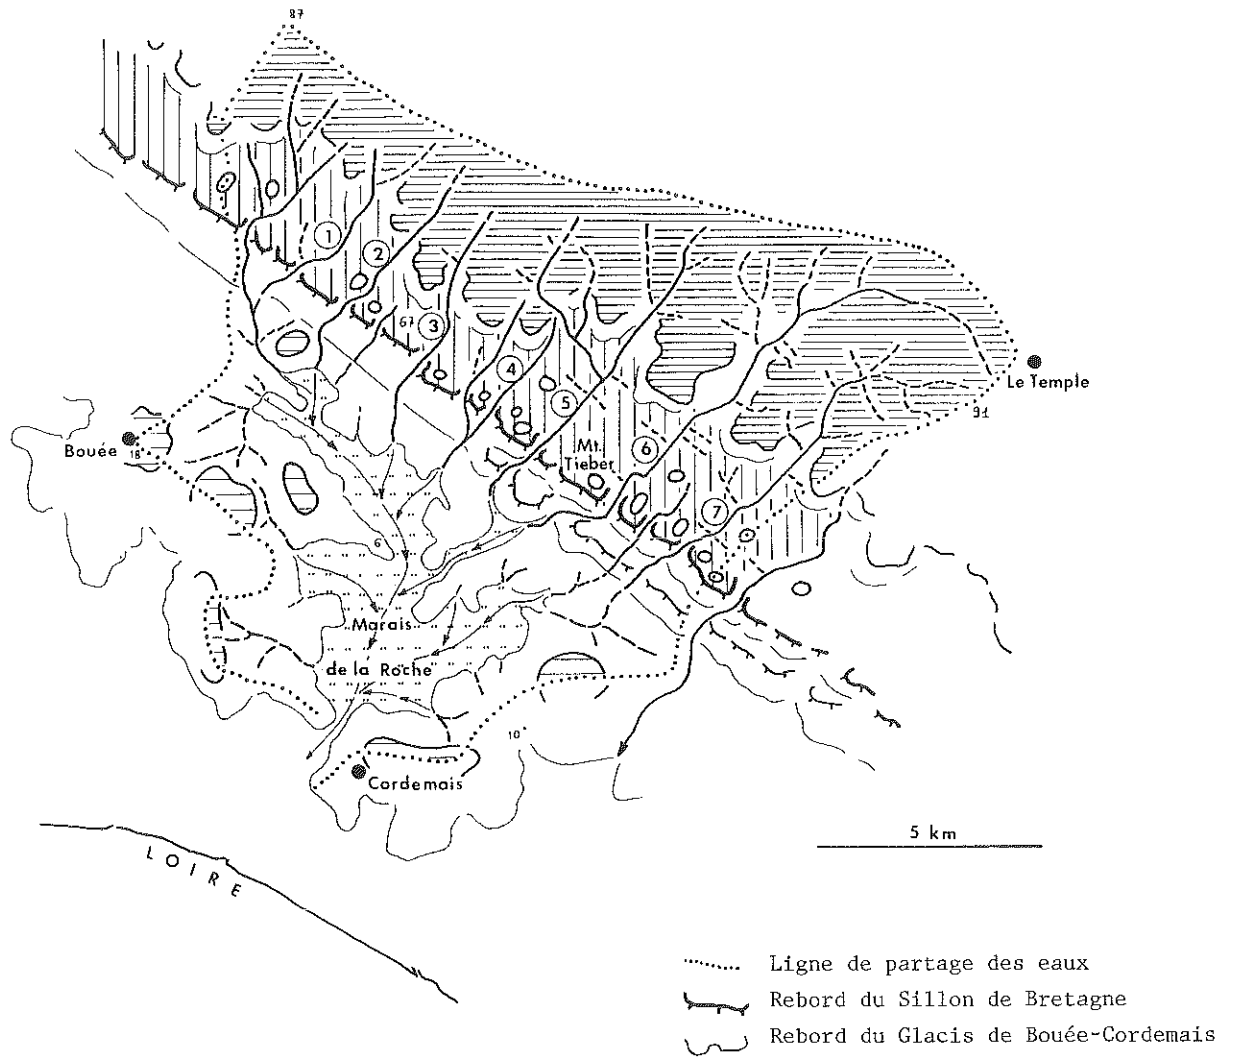 87
1
2
67
3
4
5
Mt.
Tieber
6
7
Le Temple
91
Bouée
18
6
Marais
de la Roche
10
Cordemais
5 km
LOIRE
Ligne de partage des eaux
Rebord du Sillon de Bretagne
Rebord du Glacis de Bouée-Cordemais